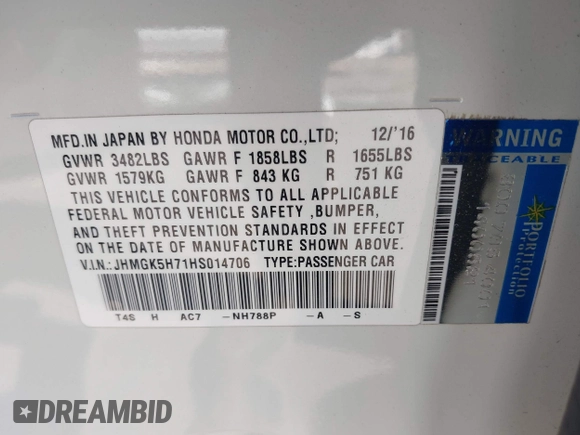 MFD.IN JAPAN BY HONDA MOTOR CO.,LTD; 12/'16
GVWR 3482LBS GAWR F 1858LBS R 1655LBS
GVWR 1579KG GAWR F 843 KG R 751 KG
THIS VEHICLE CONFORMS TO ALL APPLICABLE
FEDERAL MOTOR VEHICLE SAFETY ,BUMPER,
AND THEFT PREVENTION STANDARDS IN EFFECT
ON THE DATE OF MANUFACTURE SHOWN ABOVE.
V.I.N.: JHMGK5H71HS014706 TYPE:PASSENGER CAR
T4S H AC7 -NH788P -A -S
WARNING
PORTFOLIO
Protection
WARNING
DREAMBID